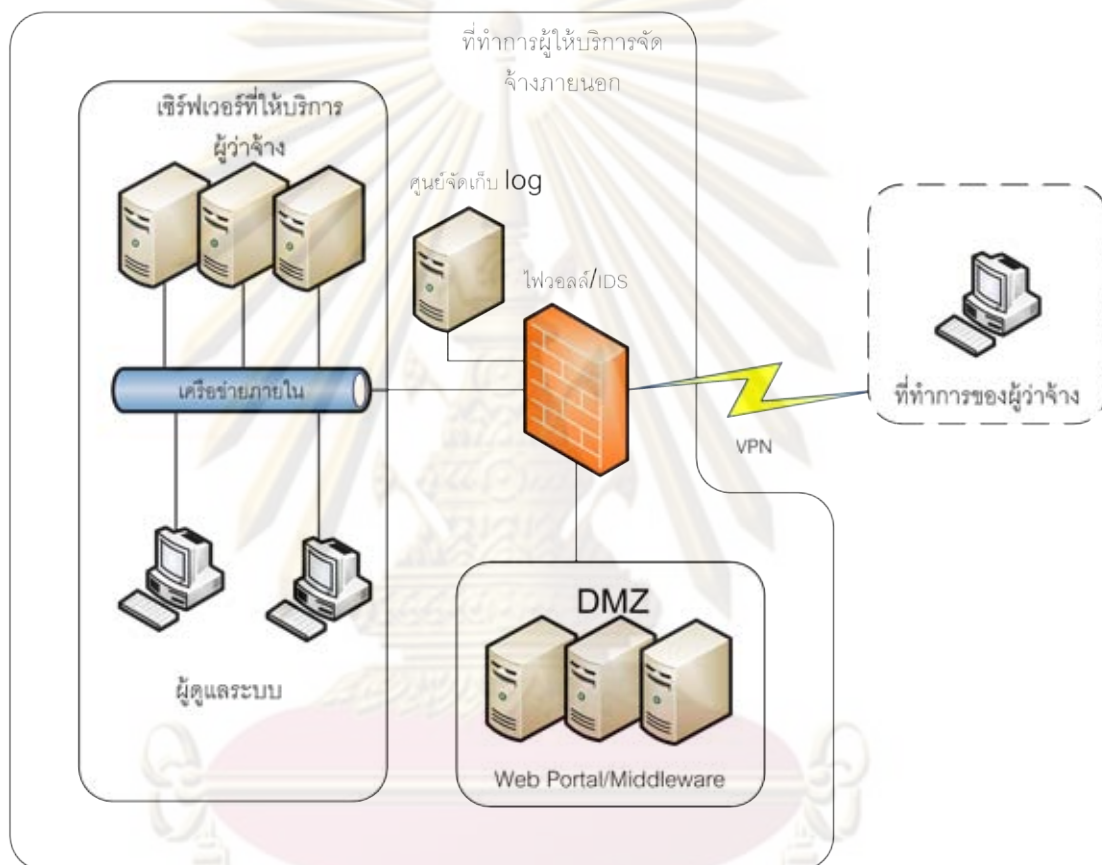 ที่ทำการผู้ให้บริการจัด
จ้างภายนอก
เซิร์ฟเวอร์ที่ให้บริการ
ผู้ว่าจ้าง
ศูนย์จัดเก็บ log
ไฟวอลล์/IDS
เครือข่ายภายใน
ที่ทำการของผู้ว่าจ้าง
VPN
DMZ
ผู้ดูแลระบบ
Web Portal/Middleware